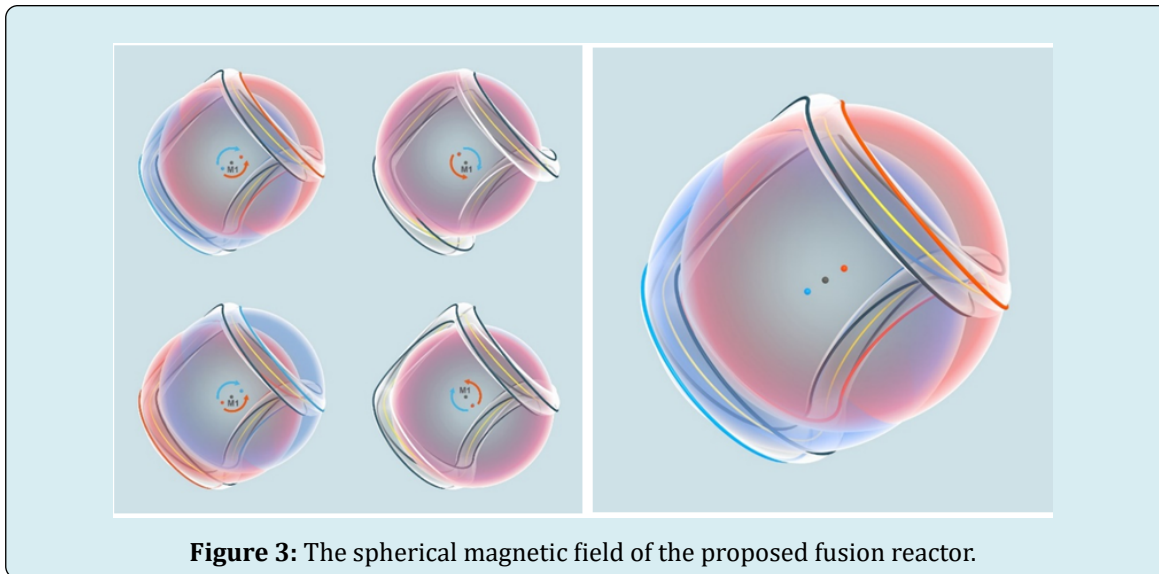 M1
M1
M1
M1
Figure 3: The spherical magnetic field of the proposed fusion reactor.